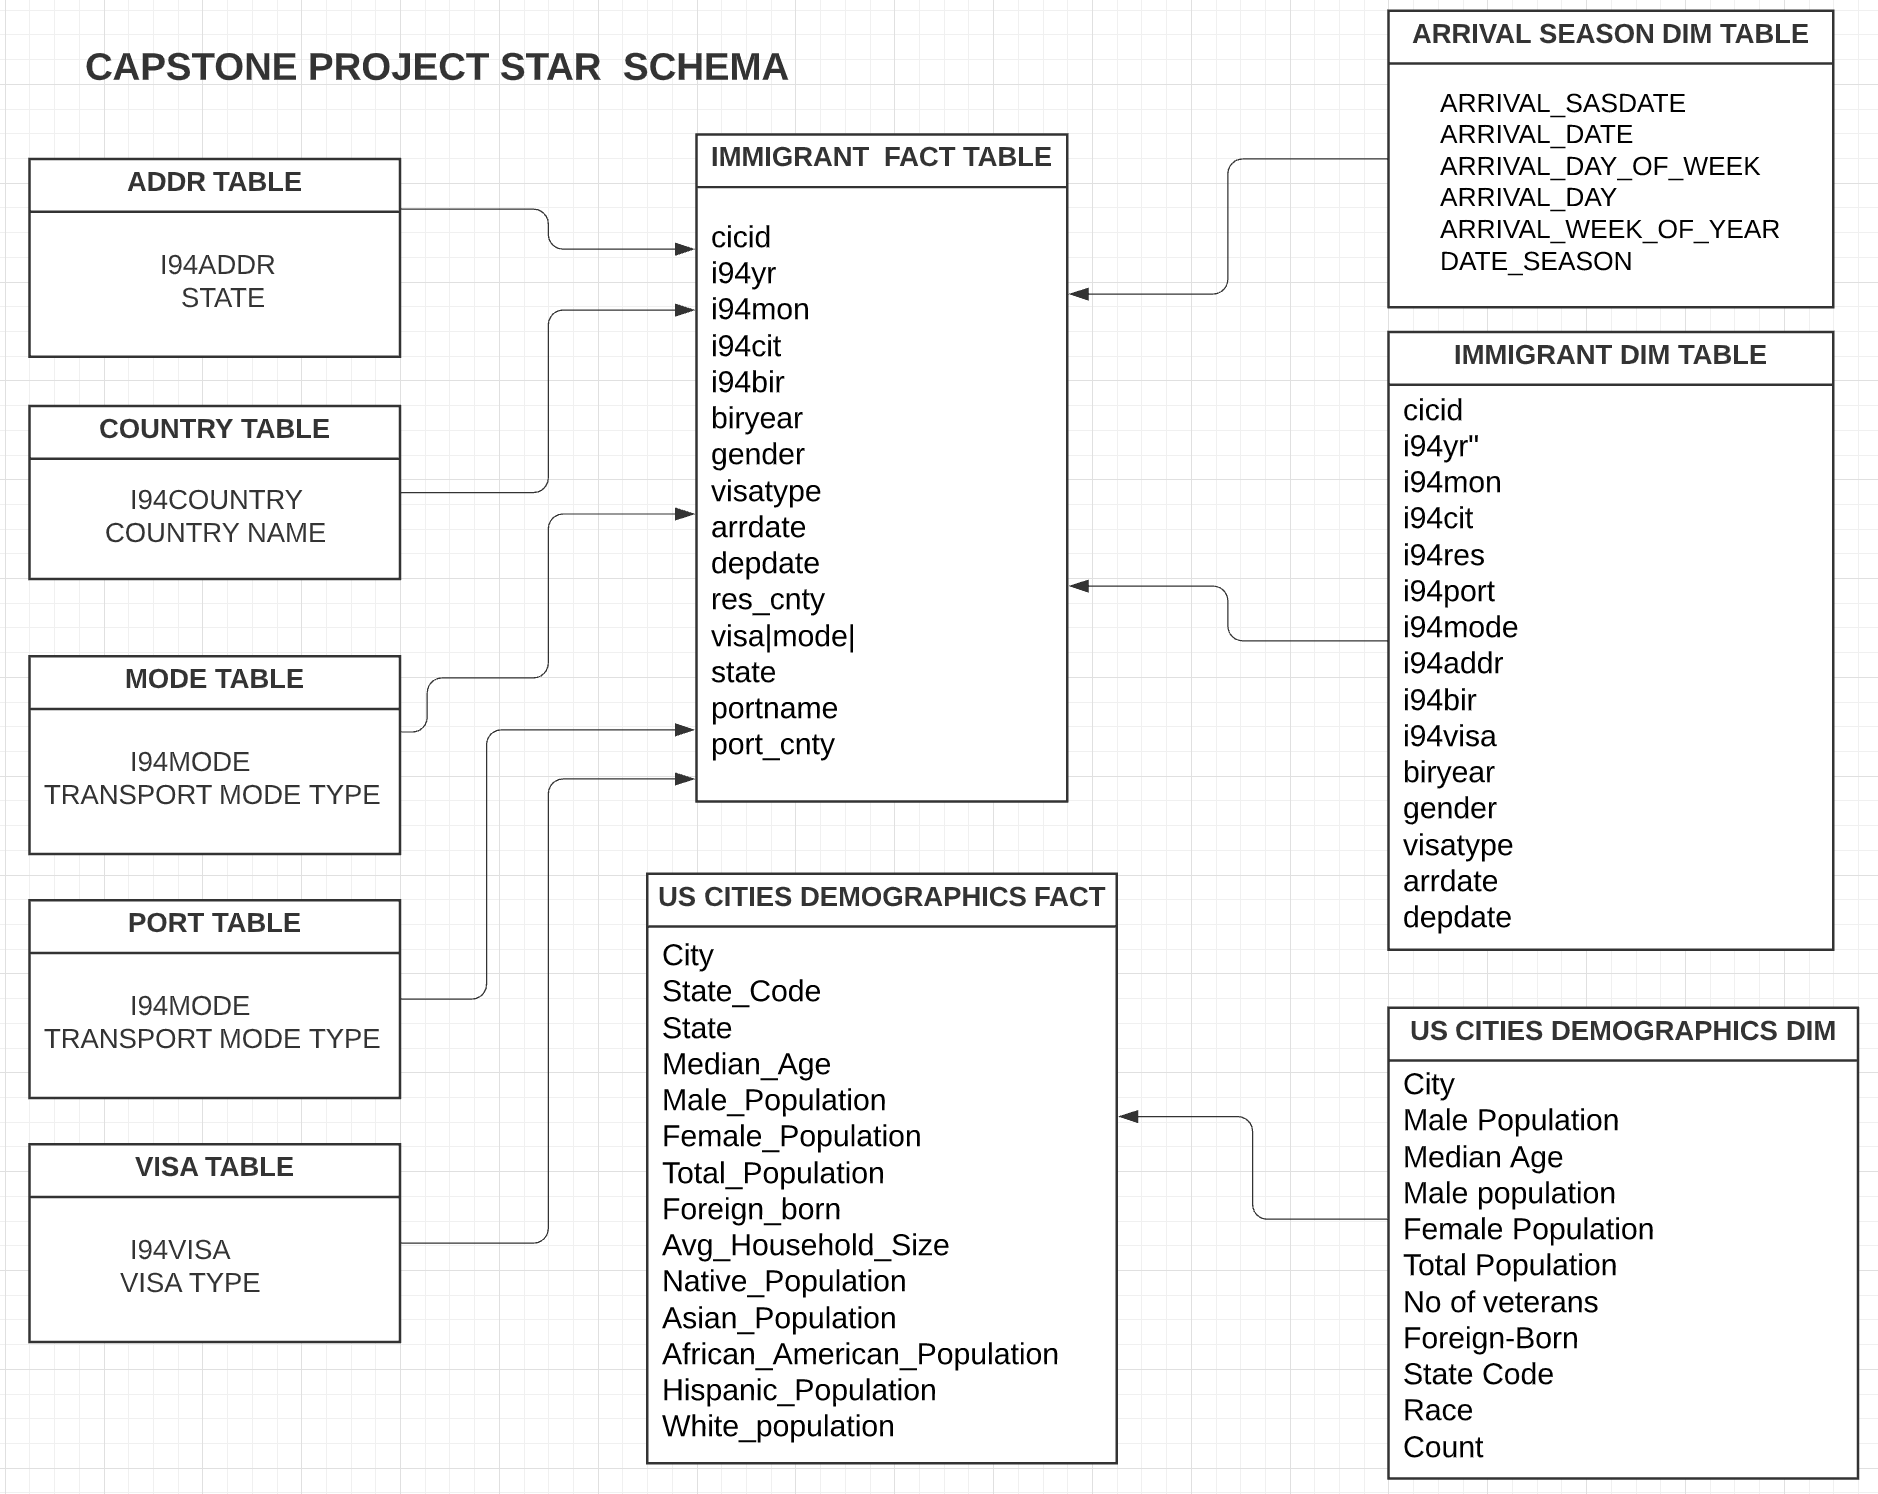 CAPSTONE PROJECT STAR  SCHEMA
ADDR TABLE
I94ADDR
STATE
COUNTRY TABLE
I94COUNTRY
COUNTRY NAME
MODE TABLE
I94MODE
TRANSPORT MODE TYPE
PORT TABLE
I94MODE
TRANSPORT MODE TYPE
VISA TABLE
I94VISA
VISA TYPE
IMMIGRANT  FACT TABLE
cicid
i94yr
i94mon
i94cit
i94bir
biryear
gender
visatype
arrdate
depdate
res_cnty
visa|mode|
state
portname
port_cnty
US CITIES DEMOGRAPHICS FACT
City
State_Code
State
Median_Age
Male_Population
Female_Population
Total_Population
Foreign_born
Avg_Household_Size
Native_Population
Asian_Population
African_American_Population
Hispanic_Population
White_population
ARRIVAL SEASON DIM TABLE
ARRIVAL_SASDATE
ARRIVAL_DATE
ARRIVAL_DAY_OF_WEEK
ARRIVAL_DAY
ARRIVAL_WEEK_OF_YEAR
DATE_SEASON
IMMIGRANT DIM TABLE
cicid
i94yr"
i94mon
i94cit
i94res
i94port
i94mode
i94addr
i94bir
i94visa
biryear
gender
visatype
arrdate
depdate
US CITIES DEMOGRAPHICS DIM
City
Male Population
Median Age
Male population
Female Population
Total Population
No of veterans
Foreign-Born
State Code
Race
Count